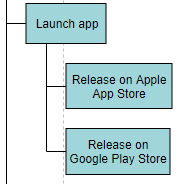 Launch app
Release on Apple
App Store
Release on
Google Play Store